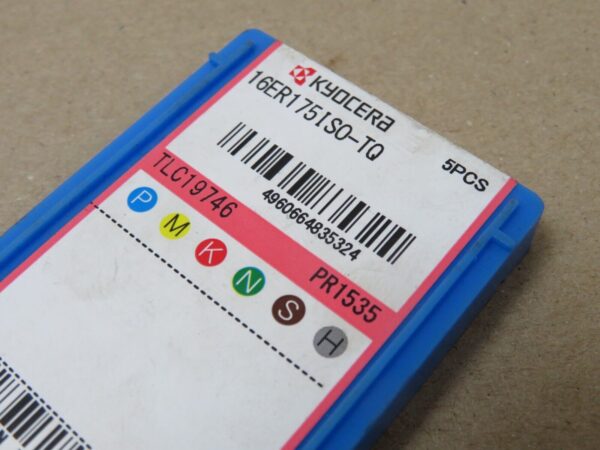 KYOCERA
16ER175ISO-TQ
5PCS
4960664835324
TLC19746
PR1535
P M K N S H